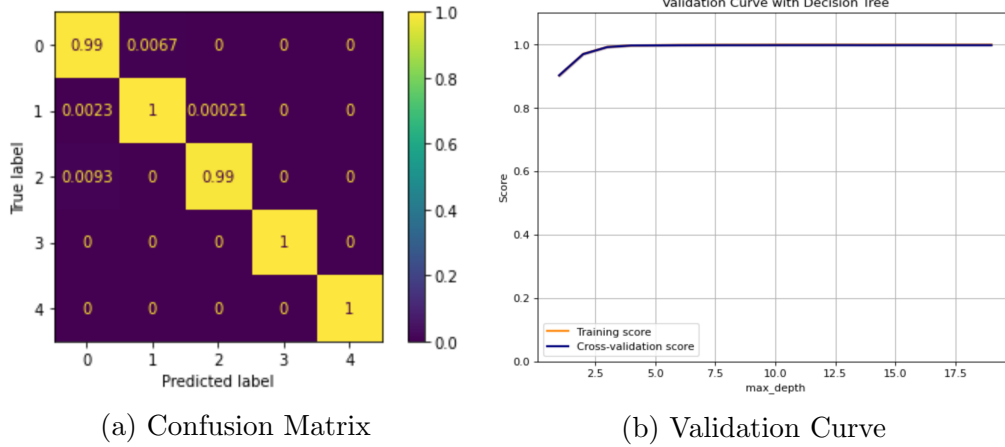 0 0.99 0.0067 0 0 0
1 0.0023 1 0.00021 0 0
2 0.0093 0 0.99 0 0
3 0 0 0 1 0
4 0 0 0 0 1
0 1 2 3 4
True label
Predicted label
1.0
0.8
0.6
0.4
0.2
0.0
(a) Confusion Matrix
Validation Curve with Decision Tree
1.0
0.8
0.6
0.4
0.2
0.0
Score
Training score
Cross-validation score
2.5 5.0 7.5 10.0 12.5 15.0 17.5
max_depth
(b) Validation Curve